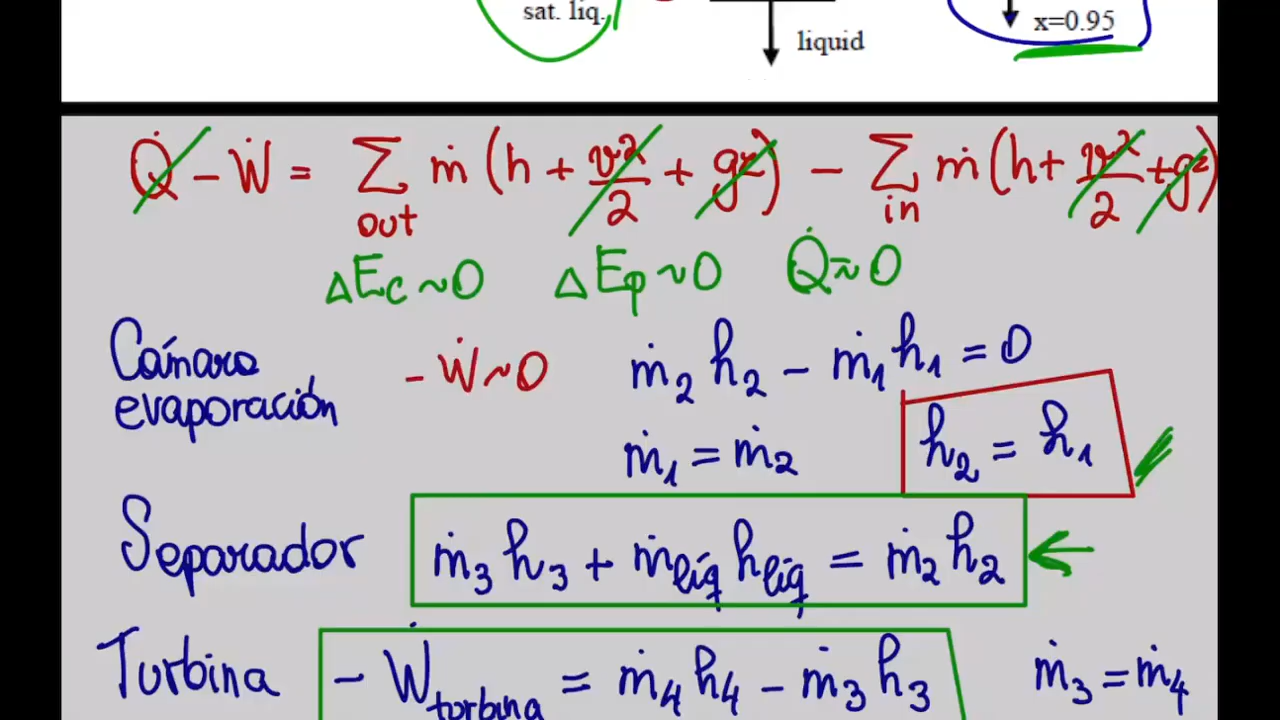 sat. liq.
liquid
x=0.95
Q̇ - Ẇ = Σ out ṁ (h + v²/2 + gz) - Σ in ṁ (h + v²/2 + gz)
ΔEc ~ 0 ΔEp ~ 0 Q̇ ≈ 0
Cámara evaporación
- Ẇ ~ 0 ṁ₂ h₂ - ṁ₁ h₁ = 0
ṁ₁ = ṁ₂ h₂ = h₁
Separador ṁ₃ h₃ + ṁlíq hlíq = ṁ₂ h₂
Turbina - Ẇturbina = ṁ₄ h₄ - ṁ₃ h₃ ṁ₃ = ṁ₄